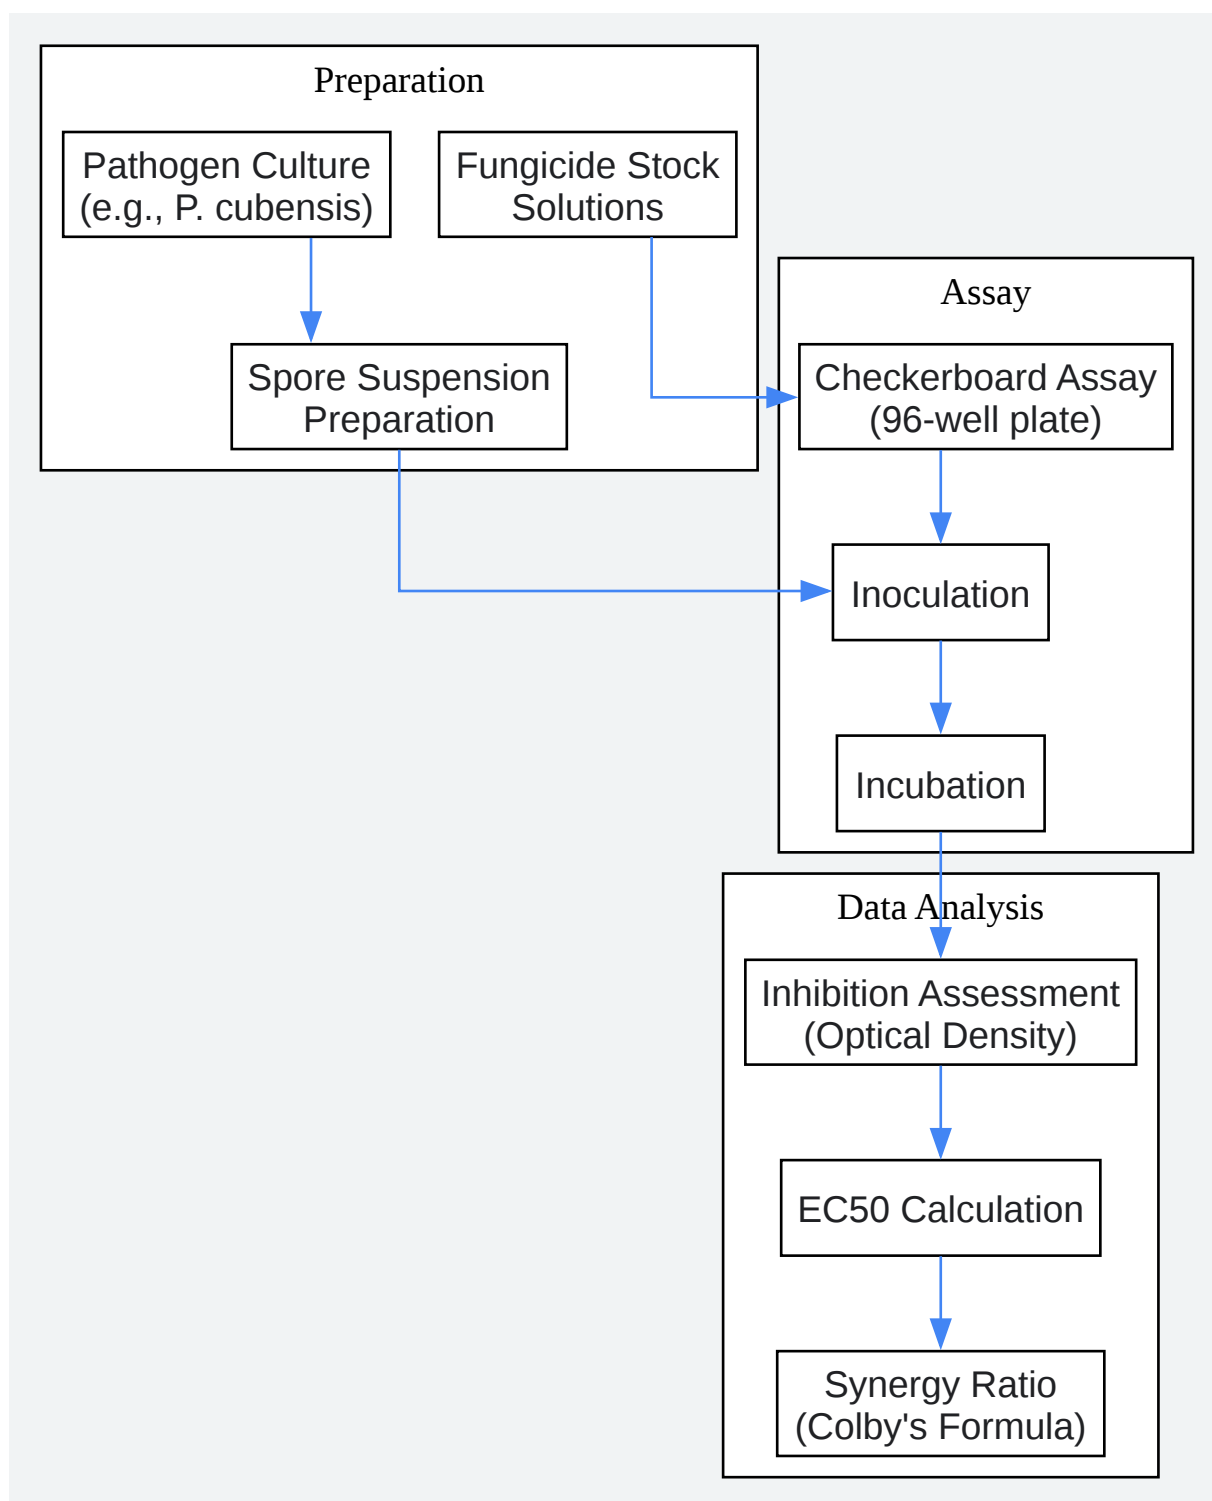 Preparation
Pathogen Culture
(e.g., P. cubensis)
Fungicide Stock
Solutions
Spore Suspension
Preparation
Assay
Checkerboard Assay
(96-well plate)
Inoculation
Incubation
Data Analysis
Inhibition Assessment
(Optical Density)
EC50 Calculation
Synergy Ratio
(Colby's Formula)